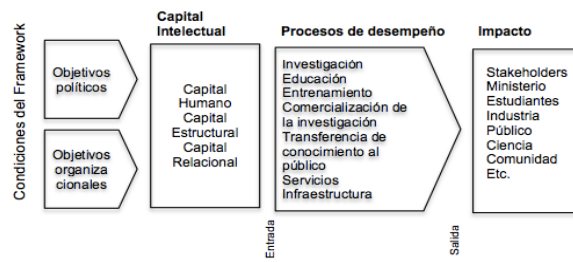 Capital
Intelectual
Procesos de desempeño
Impacto
Condiciones del Framework
Objetivos
políticos
Objetivos
organiza
cionales
Capital
Humano
Capital
Estructural
Capital
Relacional
Investigación
Educación
Entrenamiento
Comercialización de
la investigación
Transferencia de
conocimiento al
público
Servicios
Infraestructura
Stakeholders
Ministerio
Estudiantes
Industria
Público
Ciencia
Comunidad
Etc.
Entrada
Salida